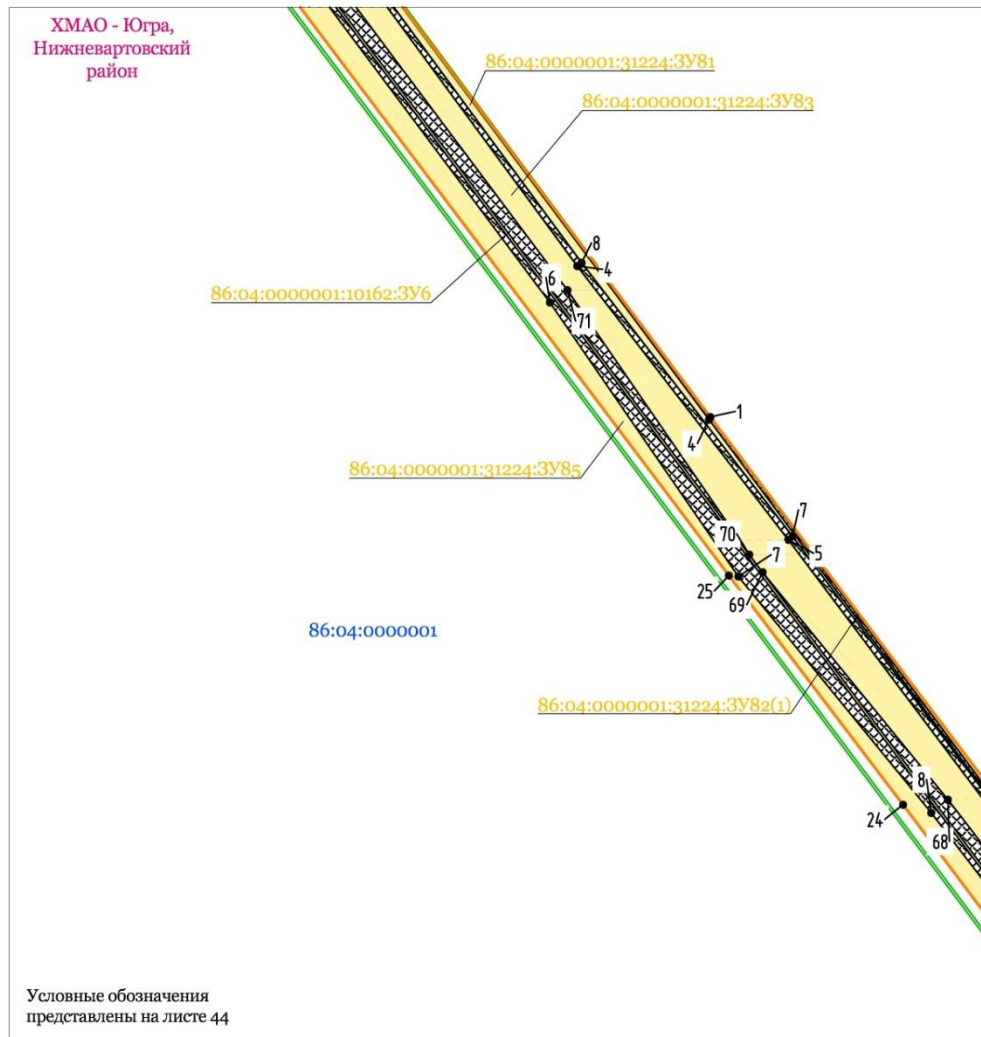 ХМАО - Югра,
Нижневартовский
район
86:04:0000001:31224:ЗУ81
86:04:0000001:31224:ЗУ83
8
4
6
86:04:0000001:10162:ЗУ6
71
1
4
86:04:0000001:31224:ЗУ85
7
70
5
7
25
69
86:04:0000001
86:04:0000001:31224:ЗУ82(1)
8
24
68
Условные обозначения
представлены на листе 44